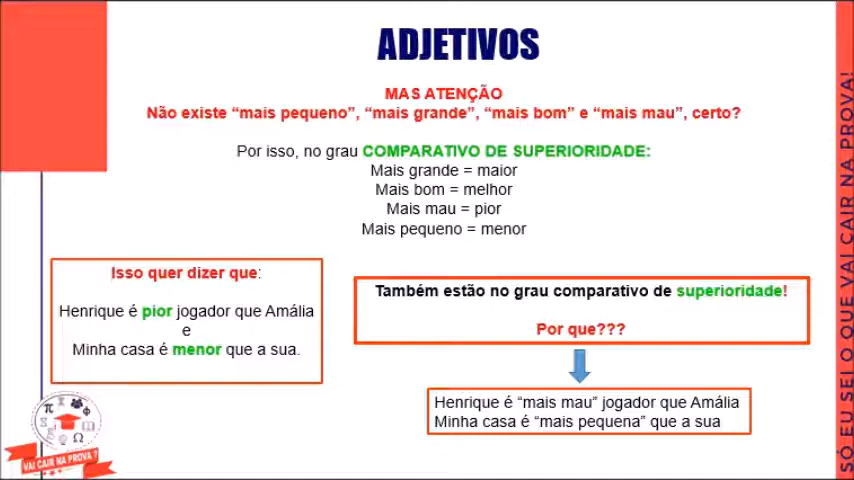 ADJETIVOS
MAS ATENÇÃO
Não existe “mais pequeno”, “mais grande”, “mais bom” e “mais mau”, certo?
Por isso, no grau COMPARATIVO DE SUPERIORIDADE:
Mais grande = maior
Mais bom = melhor
Mais mau = pior
Mais pequeno = menor
Isso quer dizer que:
Henrique é pior jogador que Amália
e
Minha casa é menor que a sua.
Também estão no grau comparativo de superioridade!
Por que???
Henrique é “mais mau” jogador que Amália
Minha casa é “mais pequena” que a sua
VAI CAIR NA PROVA ?
SÓ EU SEI O QUE VAI CAIR NA PROVA!